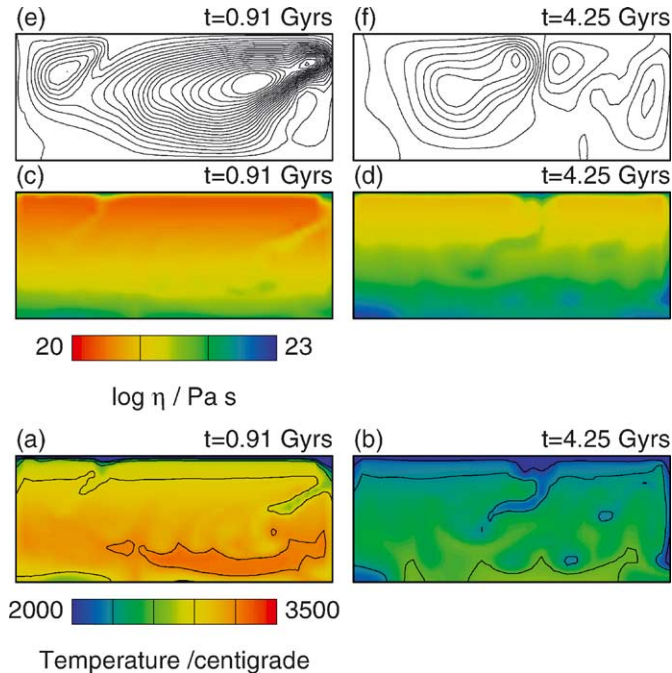 (e) t=0.91 Gyrs (f) t=4.25 Gyrs
(c) t=0.91 Gyrs (d) t=4.25 Gyrs
20 23
log η / Pa s
(a) t=0.91 Gyrs (b) t=4.25 Gyrs
2000 3500
Temperature /centigrade